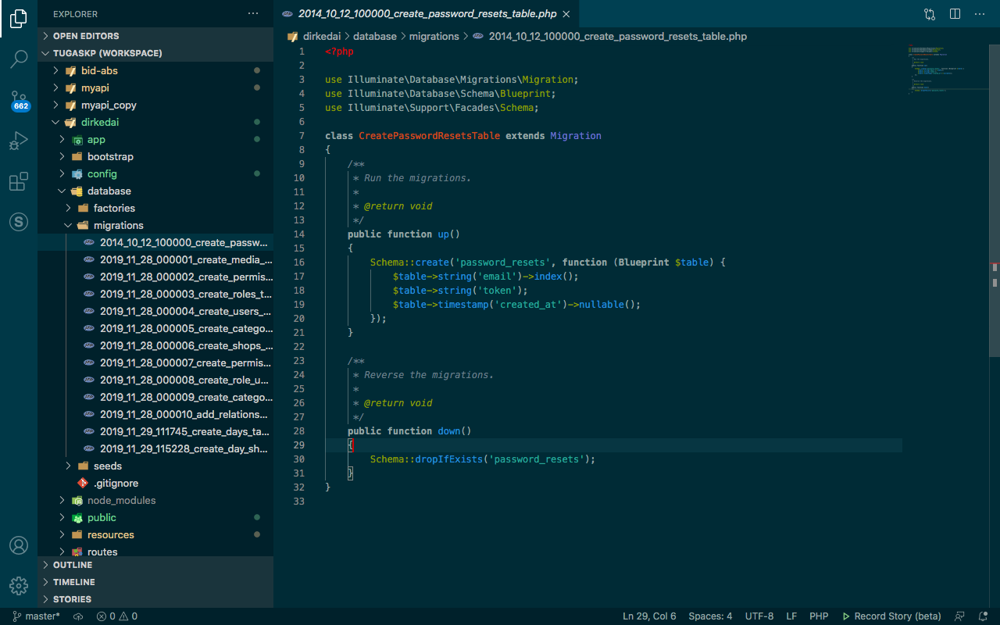 EXPLORER
OPEN EDITORS
TUGASKP (WORKSPACE)
bid-abs
myapi
myapi_copy
662
dirkedai
app
bootstrap
config
database
factories
migrations
2014_10_12_100000_create_passw...
2019_11_28_000001_create_media_...
2019_11_28_000002_create_permis...
2019_11_28_000003_create_roles_t...
2019_11_28_000004_create_users_...
2019_11_28_000005_create_catego...
2019_11_28_000006_create_shops_...
2019_11_28_000007_create_permis...
2019_11_28_000008_create_role_u...
2019_11_28_000009_create_catego...
2019_11_28_000010_add_relations...
2019_11_29_111745_create_days_ta...
2019_11_29_115228_create_day_sh...
seeds
.gitignore
node_modules
public
resources
routes
OUTLINE
TIMELINE
STORIES
2014_10_12_100000_create_password_resets_table.php
dirkedai > database > migrations > 2014_10_12_100000_create_password_resets_table.php
1 <?php
2
3 use Illuminate\Database\Migrations\Migration;
4 use Illuminate\Database\Schema\Blueprint;
5 use Illuminate\Support\Facades\Schema;
6
7 class CreatePasswordResetsTable extends Migration
8 {
9 /**
10 * Run the migrations.
11 *
12 * @return void
13 */
14 public function up()
15 {
16 Schema::create('password_resets', function (Blueprint $table) {
17 $table->string('email')->index();
18 $table->string('token');
19 $table->timestamp('created_at')->nullable();
20 });
21 }
22
23 /**
24 * Reverse the migrations.
25 *
26 * @return void
27 */
28 public function down()
29 {
30 Schema::dropIfExists('password_resets');
31 }
32 }
33
master* 0 0 Ln 29, Col 6 Spaces: 4 UTF-8 LF PHP Record Story (beta)